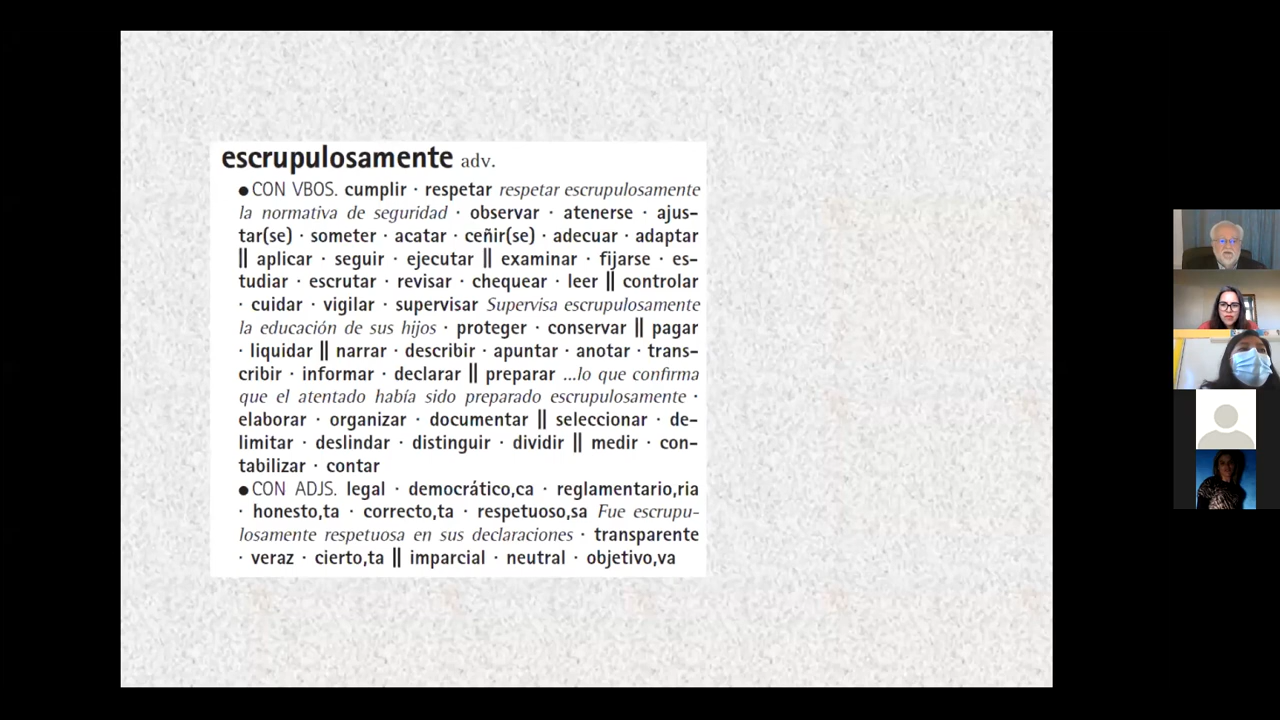 escrupulosamente adv.
● CON VBOS. cumplir · respetar respetar escrupulosamente
la normativa de seguridad · observar · atenerse · ajus-
tar(se) · someter · acatar · ceñir(se) · adecuar · adaptar
|| aplicar · seguir · ejecutar || examinar · fijarse · es-
tudiar · escrutar · revisar · chequear · leer || controlar
· cuidar · vigilar · supervisar Supervisa escrupulosamente
la educación de sus hijos · proteger · conservar || pagar
· liquidar || narrar · describir · apuntar · anotar · trans-
cribir · informar · declarar || preparar ...lo que confirma
que el atentado había sido preparado escrupulosamente ·
elaborar · organizar · documentar || seleccionar · de-
limitar · deslindar · distinguir · dividir || medir · con-
tabilizar · contar
● CON ADJS. legal · democrático,ca · reglamentario,ria
· honesto,ta · correcto,ta · respetuoso,sa Fue escrupu-
losamente respetuosa en sus declaraciones · transparente
· veraz · cierto,ta || imparcial · neutral · objetivo,va